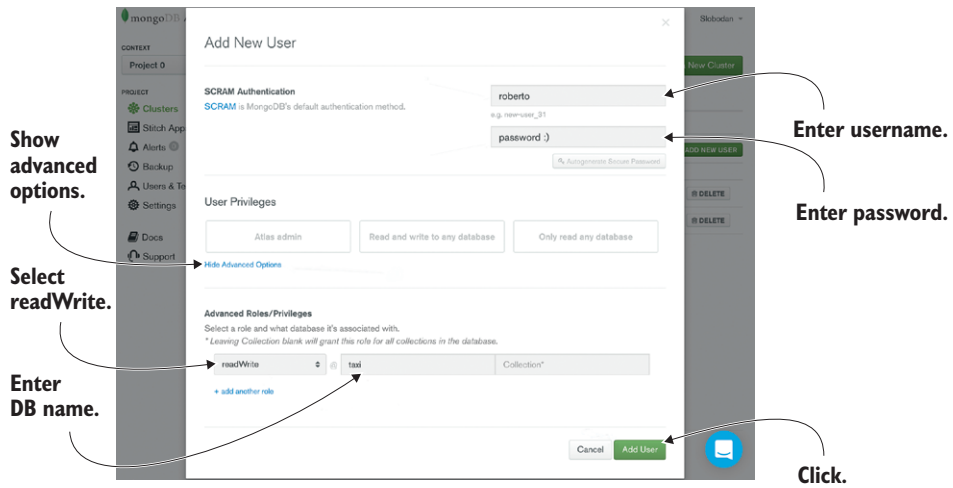 mongoDB
Slobodan
Add New User
CONTEXT
Project 0
New Cluster
PROJECT
SCRAM Authentication
SCRAM is MongoDB's default authentication method.
roberto
e.g. new-user_31
Enter username.
Clusters
Stitch App
Alerts
Backup
Users & Te
Settings
Docs
Support
password :)
Autogenerate Secure Password
ADD NEW USER
Enter password.
DELETE
DELETE
Show
advanced
options.
User Privileges
Atlas admin
Read and write to any database
Only read any database
Hide Advanced Options
Select
readWrite.
Advanced Roles/Privileges
Select a role and what database it's associated with.
* Leaving Collection blank will grant this role for all collections in the database.
readWrite
@
taxi
Collection*
+ add another role
Enter
DB name.
Cancel
Add User
Click.